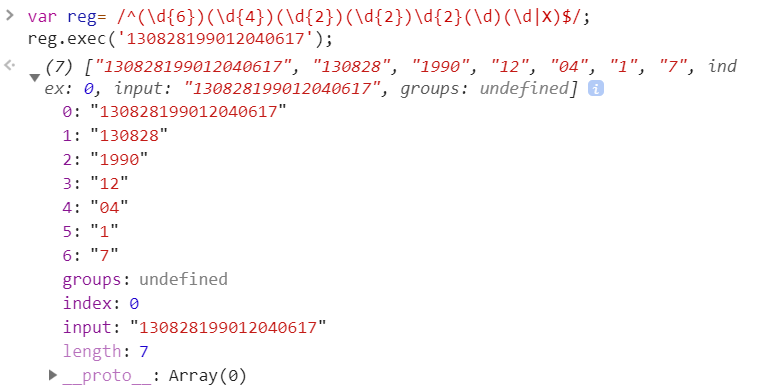 > var reg= /^(\d{6})(\d{4})(\d{2})(\d{2})\d{2}(\d)(\d|X)$/;
reg.exec('130828199012040617');
(7) ["130828199012040617", "130828", "1990", "12", "04", "1", "7", ind
ex: 0, input: "130828199012040617", groups: undefined] i
0: "130828199012040617"
1: "130828"
2: "1990"
3: "12"
4: "04"
5: "1"
6: "7"
groups: undefined
index: 0
input: "130828199012040617"
length: 7
__proto__: Array(0)